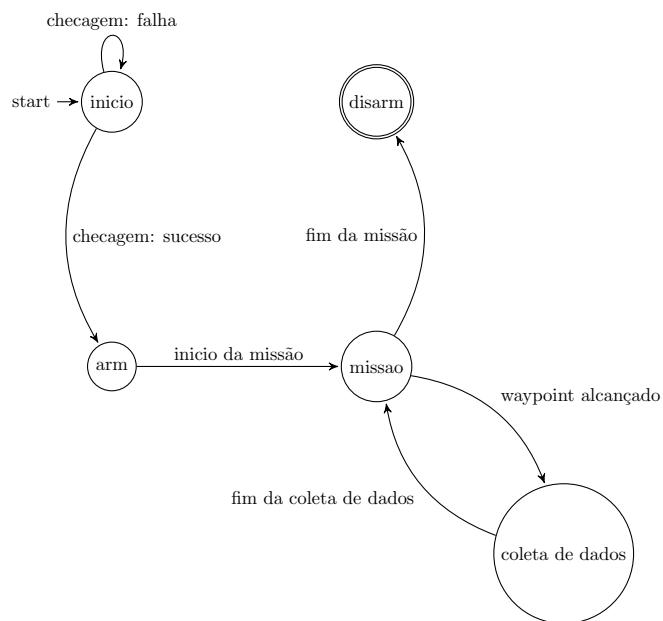 checagem: falha
start
inicio
disarm
checagem: sucesso
fim da missão
arm
inicio da missão
missao
waypoint alcançado
fim da coleta de dados
coleta de dados